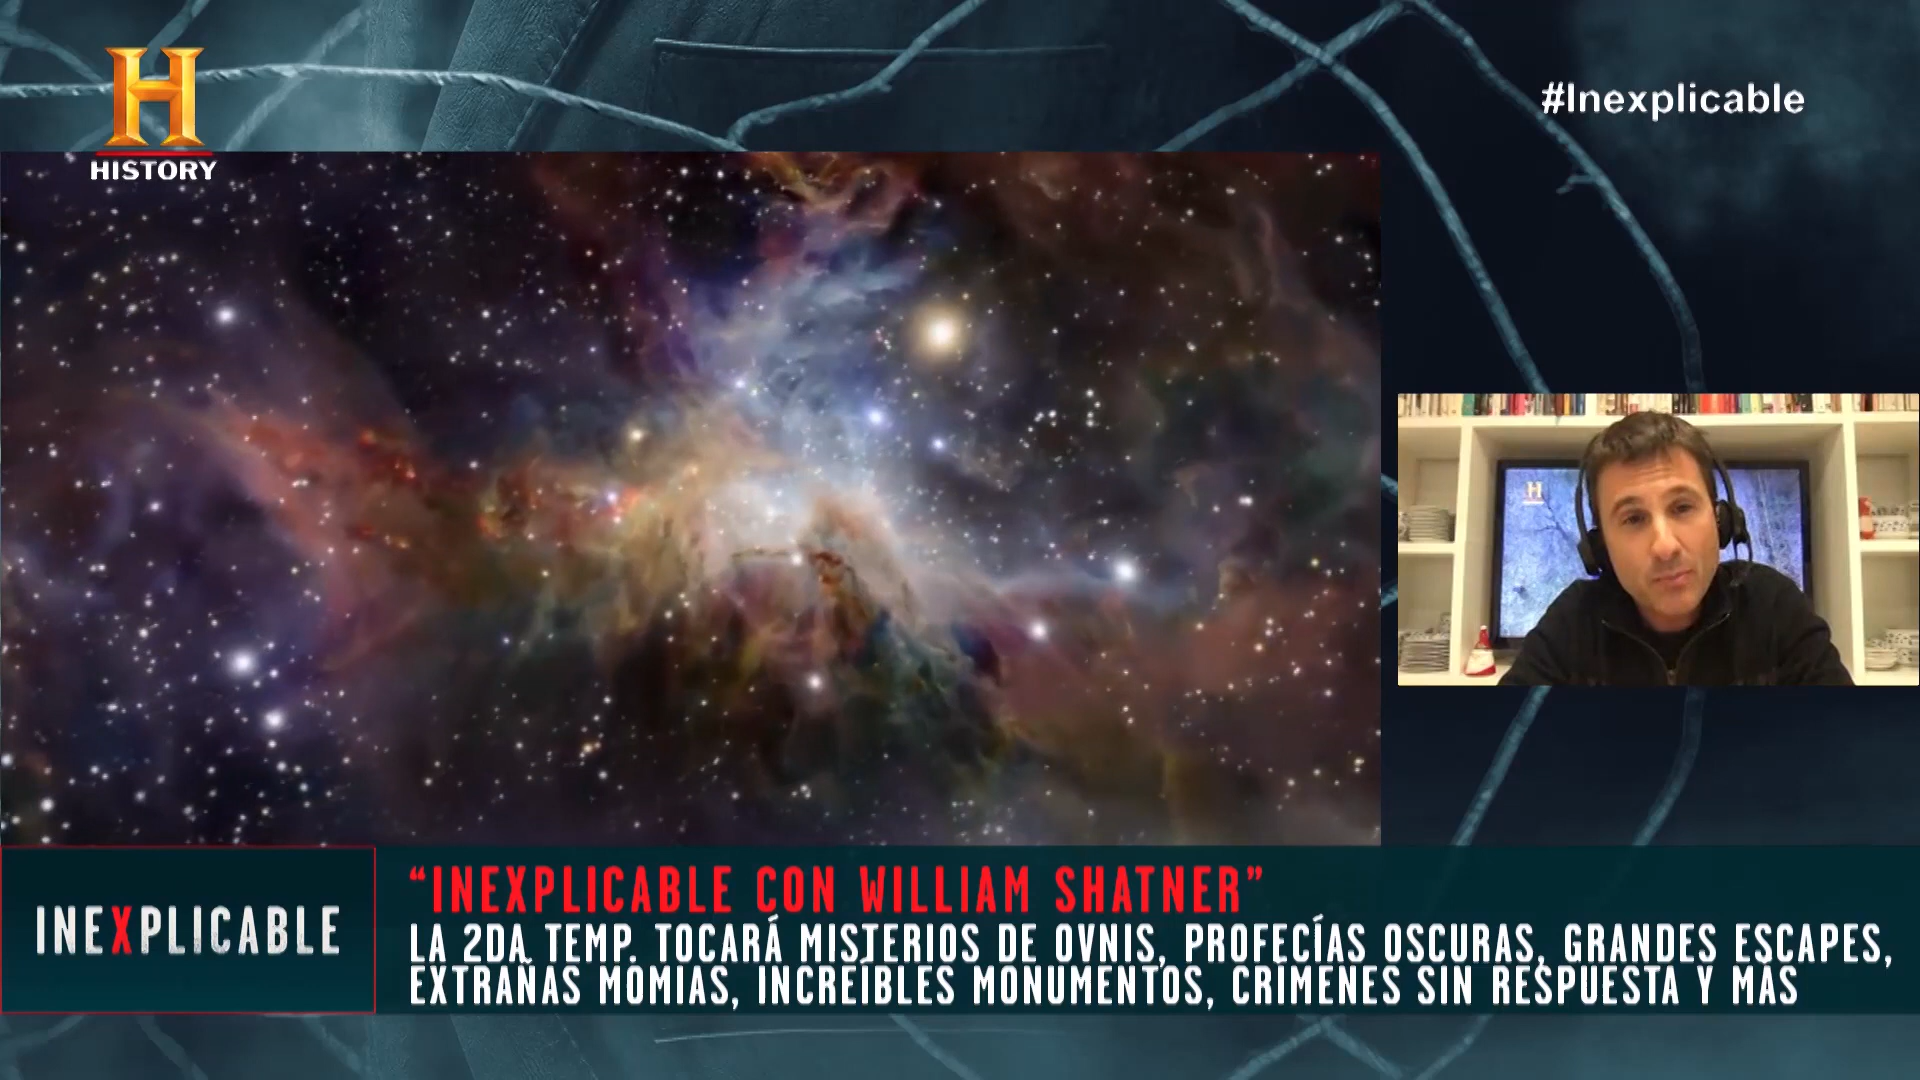 H
HISTORY
#Inexplicable
H
INEXPLICABLE
“INEXPLICABLE CON WILLIAM SHATNER”
LA 2DA TEMP. TOCARÁ MISTERIOS DE OVNIS, PROFECÍAS OSCURAS, GRANDES ESCAPES,
EXTRAÑAS MOMIAS, INCREÍBLES MONUMENTOS, CRÍMENES SIN RESPUESTA Y MÁS